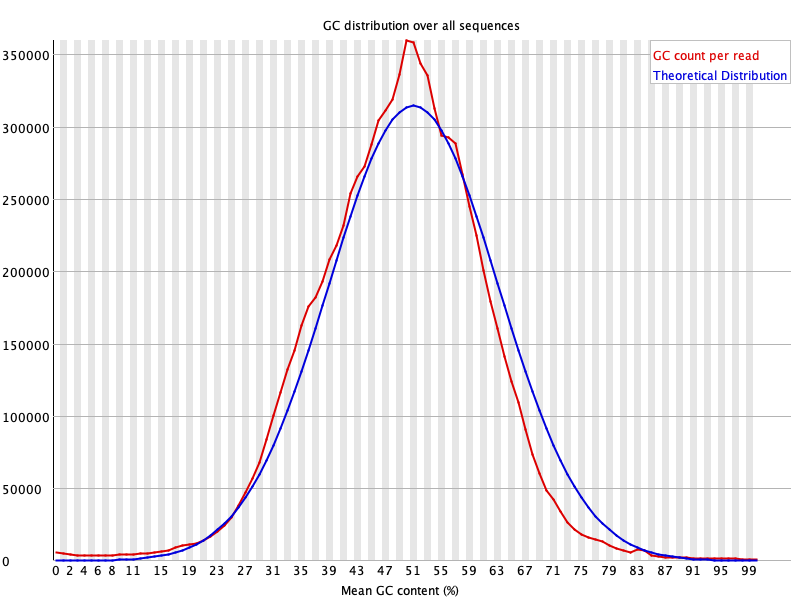 GC distribution over all sequences
GC count per read
Theoretical Distribution
350000
300000
250000
200000
150000
100000
50000
0
0 2 4 6 8 11 15 19 23 27 31 35 39 43 47 51 55 59 63 67 71 75 79 83 87 91 95 99
Mean GC content (%)